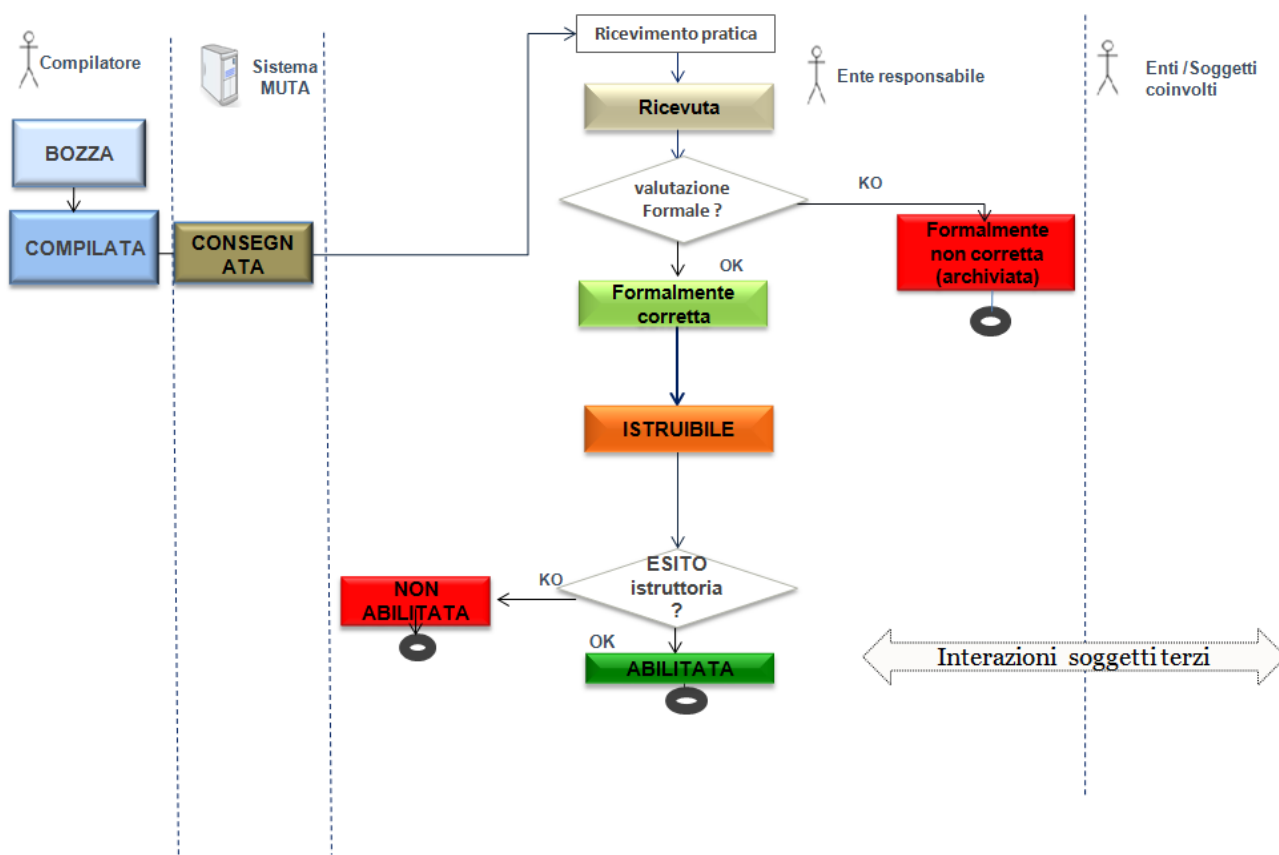 Compilatore
Sistema
MUTA
Ricevimento pratica
Ente responsabile
Enti / Soggetti
coinvolti
BOZZA
Ricevuta
COMPILATA
CONSEGN
ATA
valutazione
Formale ?
KO
Formalmente
non corretta
(archiviata)
OK
Formalmente
corretta
ISTRUIBILE
ESITO
istruttoria
?
KO
NON
ABILITATA
OK
ABILITATA
Interazioni soggetti terzi